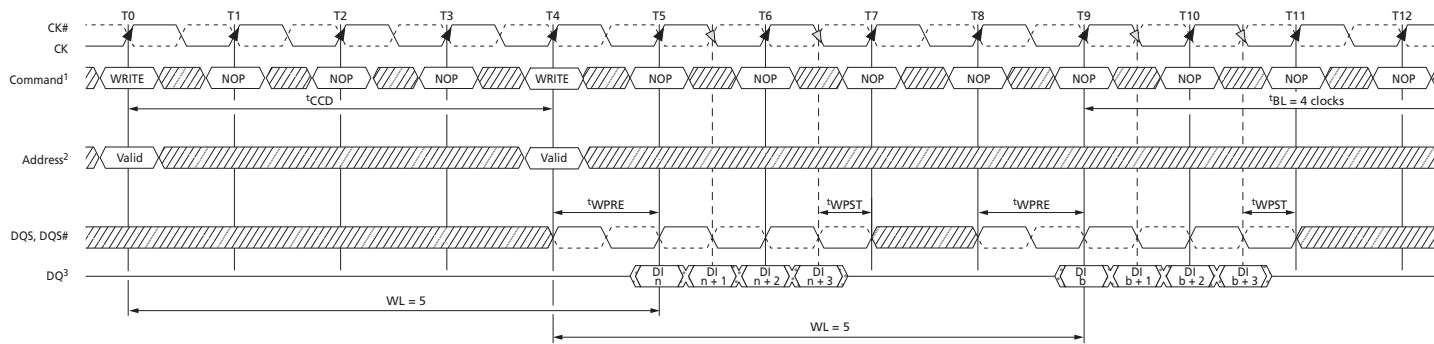 T0 T1 T2 T3 T4 T5 T6 T7 T8 T9 T10 T11 T12
CK#
CK
Command¹ WRITE NOP NOP NOP WRITE NOP NOP NOP NOP NOP NOP NOP NOP
tCCD tBL = 4 clocks
Address² Valid Valid
tWPRE tWPST tWPRE tWPST
DQS, DQS#
DQ³ DI n DI n + 1 DI n + 2 DI n + 3 DI b DI b + 1 DI b + 2 DI b + 3
WL = 5
WL = 5